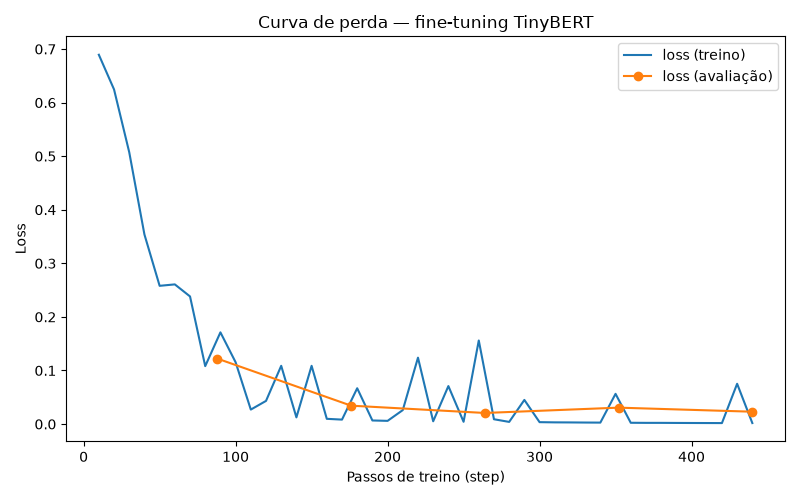 Curva de perda — fine-tuning TinyBERT
loss (treino)
loss (avaliação)
Loss
0.7
0.6
0.5
0.4
0.3
0.2
0.1
0.0
0
100
200
300
400
Passos de treino (step)